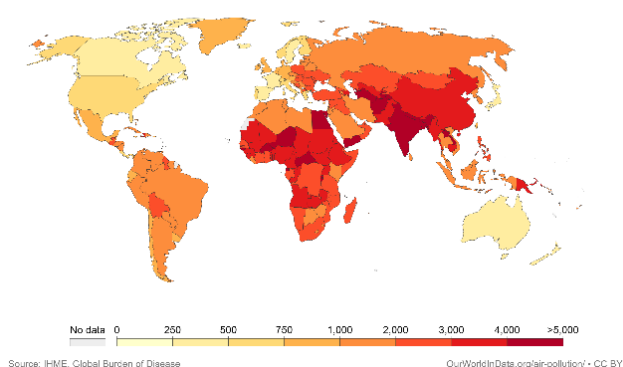 No data 0 250 500 750 1,000 2,000 3,000 4,000 >5,000
Source: IHME, Global Burden of Disease
OurWorldInData.org/air-pollution/ • CC BY